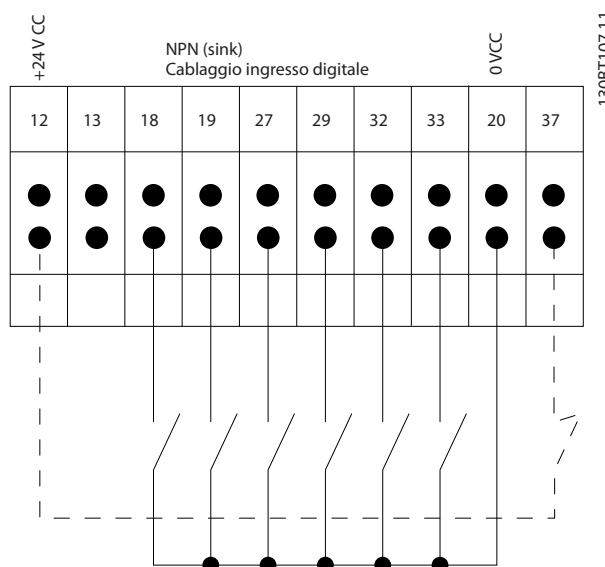 +24 V CC
NPN (sink)
Cablaggio ingresso digitale
0 VCC
130BT107.11
12 13 18 19 27 29 32 33 20 37